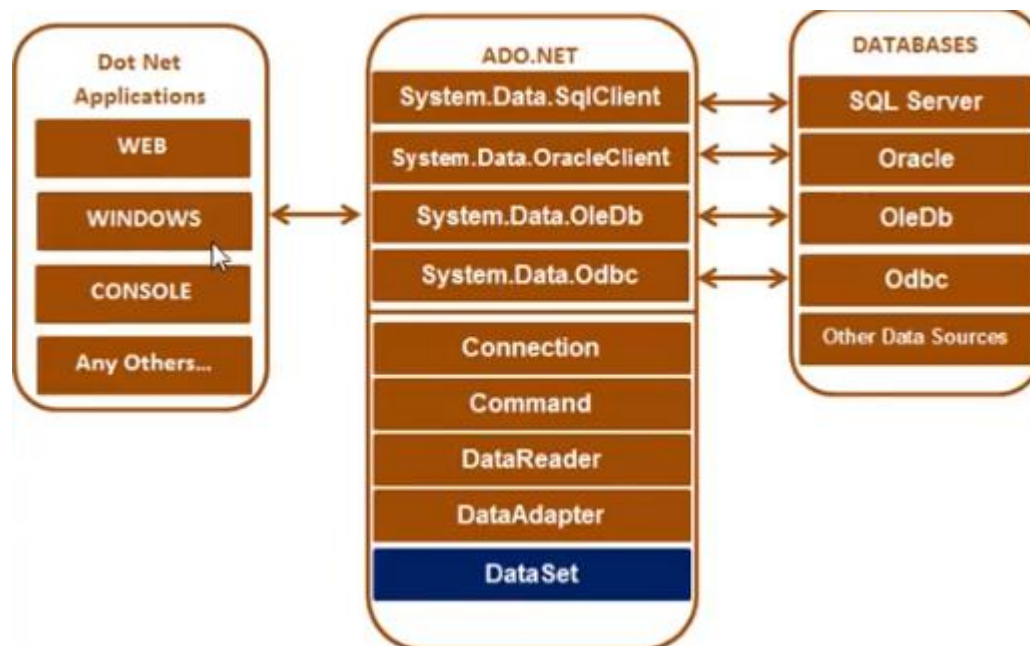 Dot Net
Applications
WEB
WINDOWS
CONSOLE
Any Others...
ADO.NET
System.Data.SqlClient
System.Data.OracleClient
System.Data.OleDb
System.Data.Odbc
Connection
Command
DataReader
DataAdapter
DataSet
DATABASES
SQL Server
Oracle
OleDb
Odbc
Other Data Sources